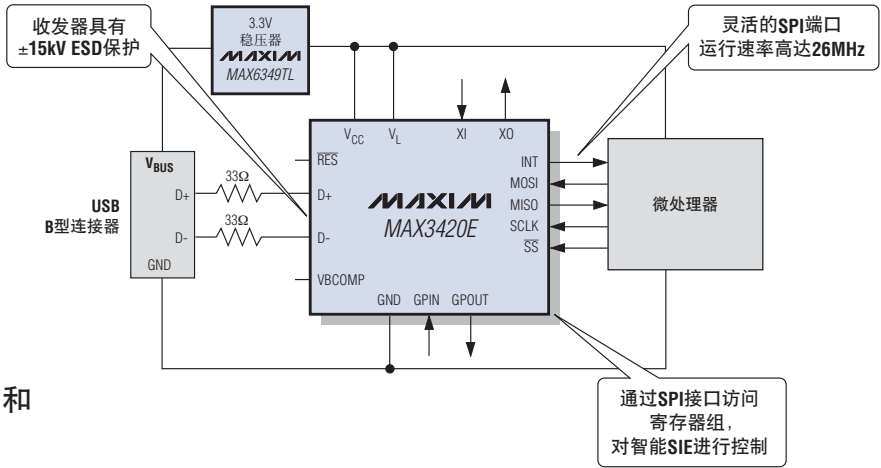 收发器具有
±15kV ESD保护
3.3V
稳压器
MAXIM
MAX6349TL
灵活的SPI端口
运行速率高达26MHz
VCC
VL
XI
XO
RES
D+
D-
VBCOMP
GND
GPIN
GPOUT
MAXIM
MAX3420E
INT
MOSI
MISO
SCLK
SS
微处理器
USB
B型连接器
VBUS
D+
D-
GND
33Ω
33Ω
通过SPI接口访问
寄存器组，
对智能SIE进行控制
和